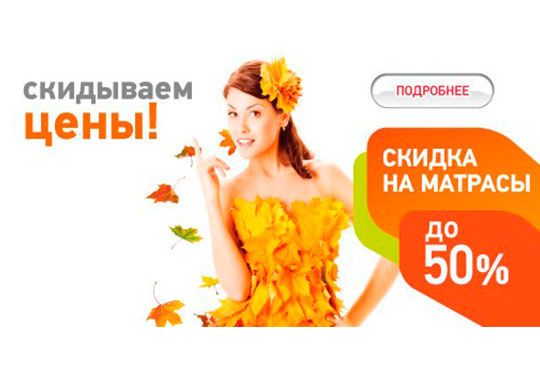 скидываем
цены!
ПОДРОБНЕЕ
СКИДКА
НА МАТРАСЫ
ДО
50%